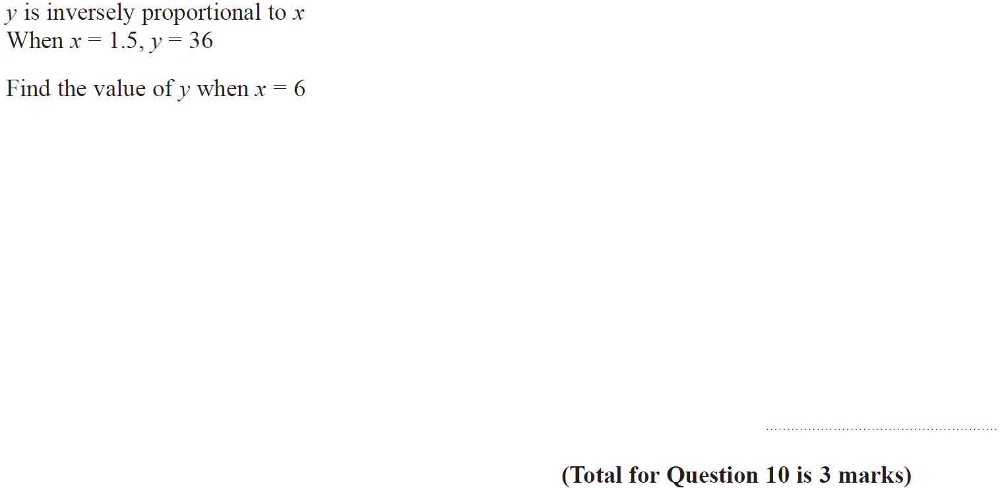 y is inversely proportional to x
When x = 1.5, y = 36
Find the value of y when x = 6
......................................................
(Total for Question 10 is 3 marks)